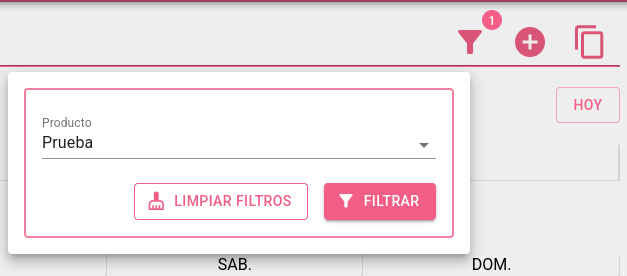 1
HOY
Producto
Prueba
LIMPIAR FILTROS
FILTRAR
SAB.
DOM.